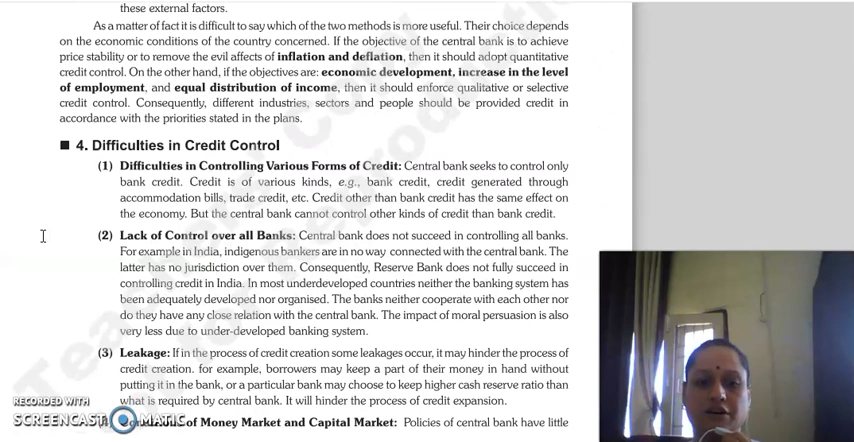 these external factors.
As a matter of fact it is difficult to say which of the two methods is more useful. Their choice depends
on the economic conditions of the country concerned. If the objective of the central bank is to achieve
price stability or to remove the evil affects of inflation and deflation, then it should adopt quantitative
credit control. On the other hand, if the objectives are: economic development, increase in the level
of employment, and equal distribution of income, then it should enforce qualitative or selective
credit control. Consequently, different industries, sectors and people should be provided credit in
accordance with the priorities stated in the plans.
■ 4. Difficulties in Credit Control
(1) Difficulties in Controlling Various Forms of Credit: Central bank seeks to control only
bank credit. Credit is of various kinds, e.g., bank credit, credit generated through
accommodation bills, trade credit, etc. Credit other than bank credit has the same effect on
the economy. But the central bank cannot control other kinds of credit than bank credit.
(2) Lack of Control over all Banks: Central bank does not succeed in controlling all banks.
For example in India, indigenous bankers are in no way connected with the central bank. The
latter has no jurisdiction over them. Consequently, Reserve Bank does not fully succeed in
controlling credit in India. In most underdeveloped countries neither the banking system has
been adequately developed nor organised. The banks neither cooperate with each other nor
do they have any close relation with the central bank. The impact of moral persuasion is also
very less due to under-developed banking system.
(3) Leakage: If in the process of credit creation some leakages occur, it may hinder the process of
credit creation. for example, borrowers may keep a part of their money in hand without
putting it in the bank, or a particular bank may choose to keep higher cash reserve ratio than
what is required by central bank. It will hinder the process of credit expansion.
of Money Market and Capital Market: Policies of central bank have little
RECORDED WITH
SCREENCAST MATIC
Teachers' Copy